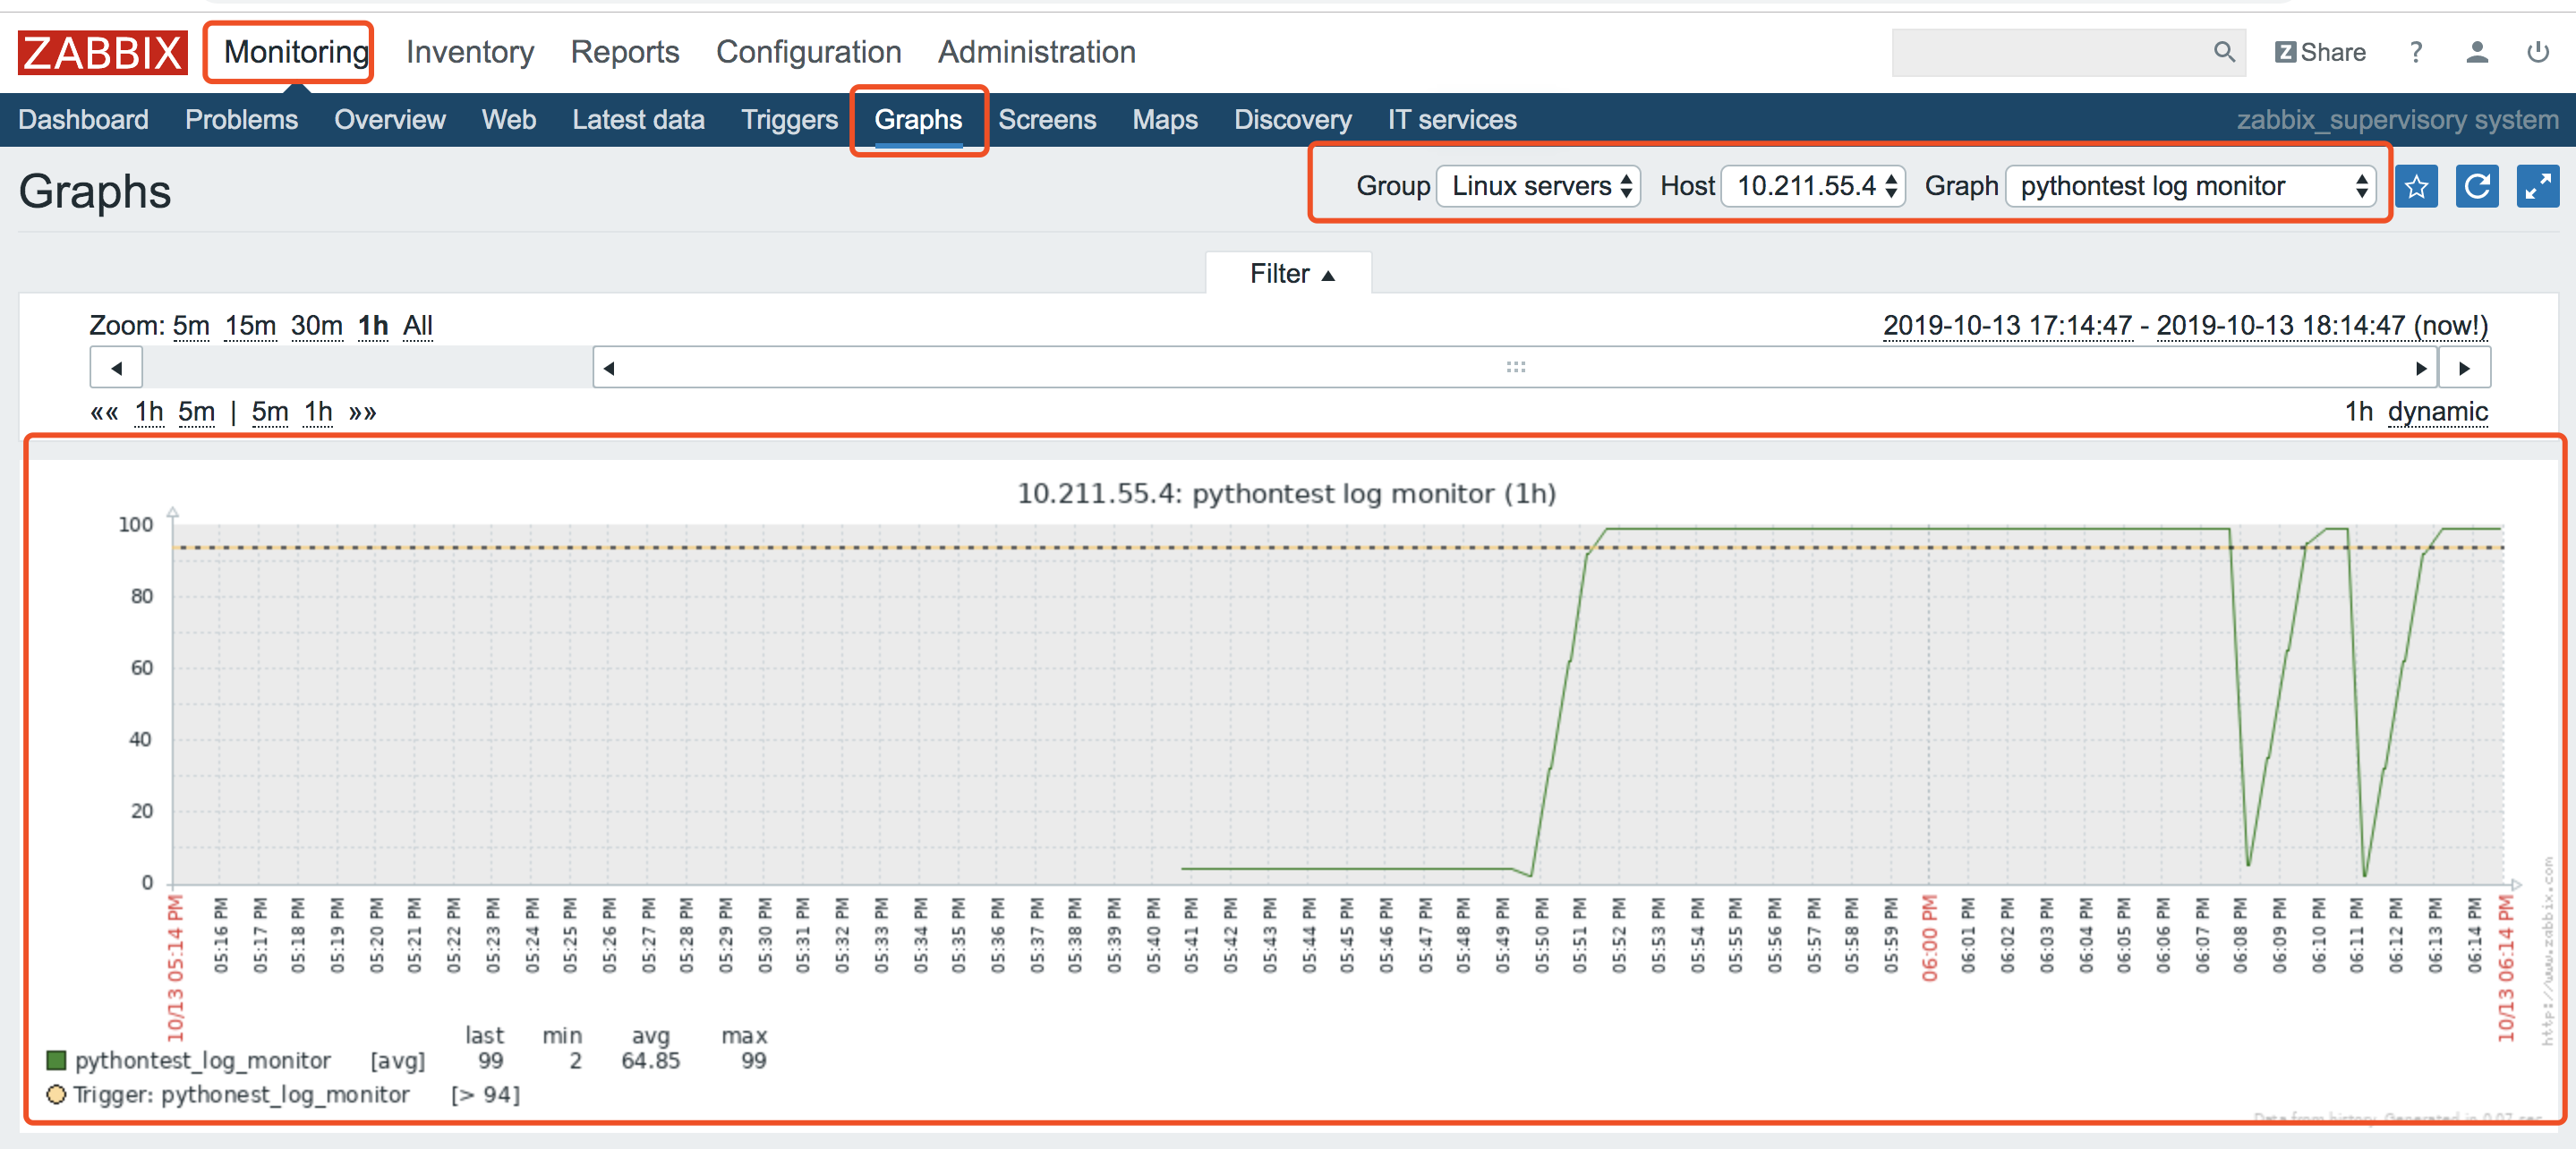 ZABBIX Monitoring Inventory Reports Configuration Administration Z Share ?
Dashboard Problems Overview Web Latest data Triggers Graphs Screens Maps Discovery IT services zabbix_supervisory system
Graphs Group Linux servers Host 10.211.55.4 Graph pythontest log monitor
Filter ▲
Zoom: 5m 15m 30m 1h All 2019-10-13 17:14:47 - 2019-10-13 18:14:47 (now!)
«« 1h 5m | 5m 1h »» 1h dynamic
10.211.55.4: pythontest log monitor (1h)
100
80
60
40
20
0
10/13 05:14 PM
05:16 PM
05:17 PM
05:18 PM
05:19 PM
05:20 PM
05:21 PM
05:22 PM
05:23 PM
05:24 PM
05:25 PM
05:26 PM
05:27 PM
05:28 PM
05:29 PM
05:30 PM
05:31 PM
05:32 PM
05:33 PM
05:34 PM
05:35 PM
05:36 PM
05:37 PM
05:38 PM
05:39 PM
05:40 PM
05:41 PM
05:42 PM
05:43 PM
05:44 PM
05:45 PM
05:46 PM
05:47 PM
05:48 PM
05:49 PM
05:50 PM
05:51 PM
05:52 PM
05:53 PM
05:54 PM
05:55 PM
05:56 PM
05:57 PM
05:58 PM
05:59 PM
06:00 PM
06:01 PM
06:02 PM
06:03 PM
06:04 PM
06:05 PM
06:06 PM
06:07 PM
06:08 PM
06:09 PM
06:10 PM
06:11 PM
06:12 PM
06:13 PM
06:14 PM
10/13 06:14 PM
http://www.zabbix.com
last min avg max
pythontest_log_monitor [avg] 99 2 64.85 99
Trigger: pythonest_log_monitor [> 94]
Data from history. Generated in 0.07 sec.